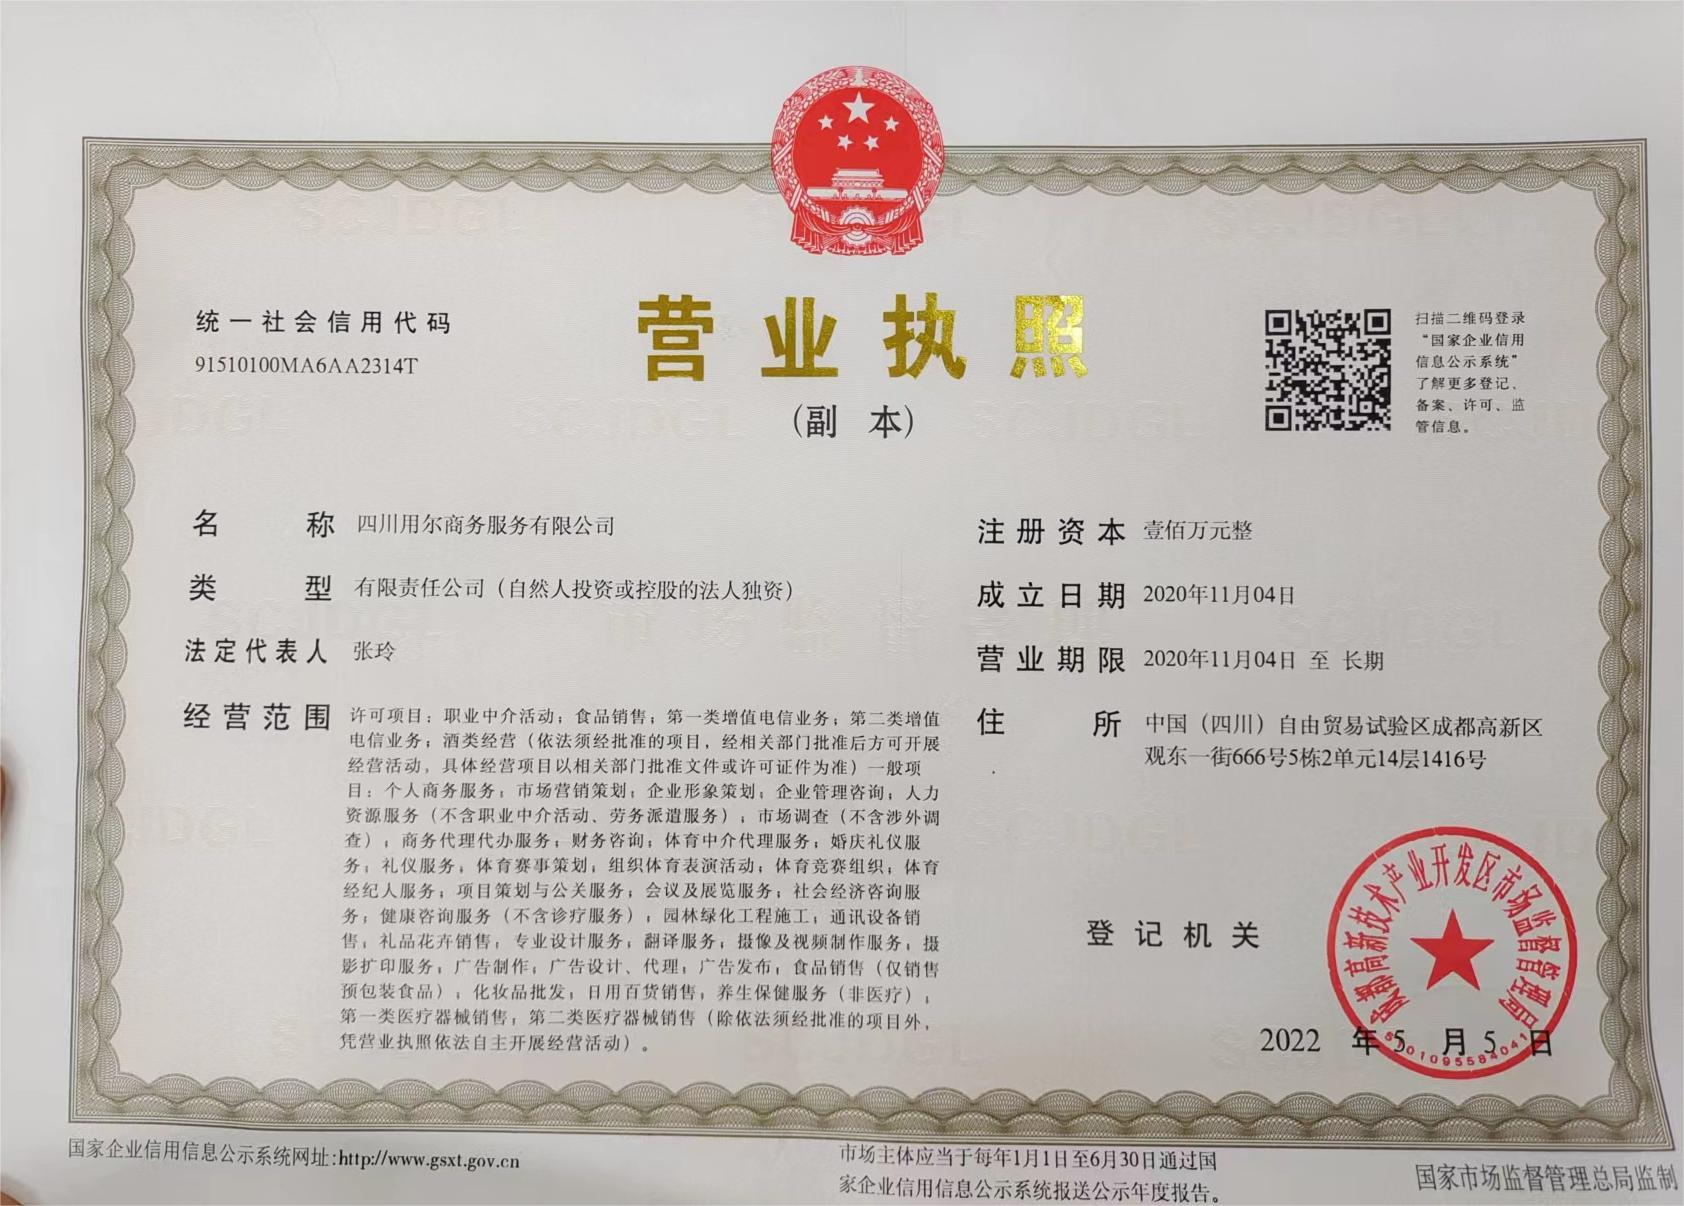 统一社会信用代码
91510100MA6AA2314T
营业执照
（副 本）
扫描二维码登录
“国家企业信用
信息公示系统”
了解更多登记、
备案、许可、监
管信息。
名 称 四川用尔商务服务有限公司
类 型 有限责任公司（自然人投资或控股的法人独资）
法定代表人 张玲
经营范围 许可项目：职业中介活动；食品销售；第一类增值电信业务；第二类增值
电信业务；酒类经营（依法须经批准的项目，经相关部门批准后方可开展
经营活动，具体经营项目以相关部门批准文件或许可证件为准）一般项
目：个人商务服务；市场营销策划；企业形象策划；企业管理咨询；人力
资源服务（不含职业中介活动、劳务派遣服务）；市场调查（不含涉外调
查）；商务代理代办服务；财务咨询；体育中介代理服务；婚庆礼仪服
务；礼仪服务；体育赛事策划；组织体育表演活动；体育竞赛组织；体育
经纪人服务；项目策划与公关服务；会议及展览服务；社会经济咨询服
务；健康咨询服务（不含诊疗服务）；园林绿化工程施工；通讯设备销
售；礼品花卉销售；专业设计服务；翻译服务；摄像及视频制作服务；摄
影扩印服务；广告制作；广告设计、代理；广告发布；食品销售（仅销售
预包装食品）；化妆品批发；日用百货销售；养生保健服务（非医疗）；
第一类医疗器械销售；第二类医疗器械销售（除依法须经批准的项目外，
凭营业执照依法自主开展经营活动）。
注册资本 壹佰万元整
成立日期 2020年11月04日
营业期限 2020年11月04日 至 长期
住 所 中国（四川）自由贸易试验区成都高新区
观东一街666号5栋2单元14层1416号
登记机关
成都高新技术产业开发区市场监督管理局
5101095584041
2022 年 5 月 5 日
国家企业信用信息公示系统网址:http://www.gsxt.gov.cn
市场主体应当于每年1月1日至6月30日通过国
家企业信用信息公示系统报送公示年度报告。
国家市场监督管理总局监制